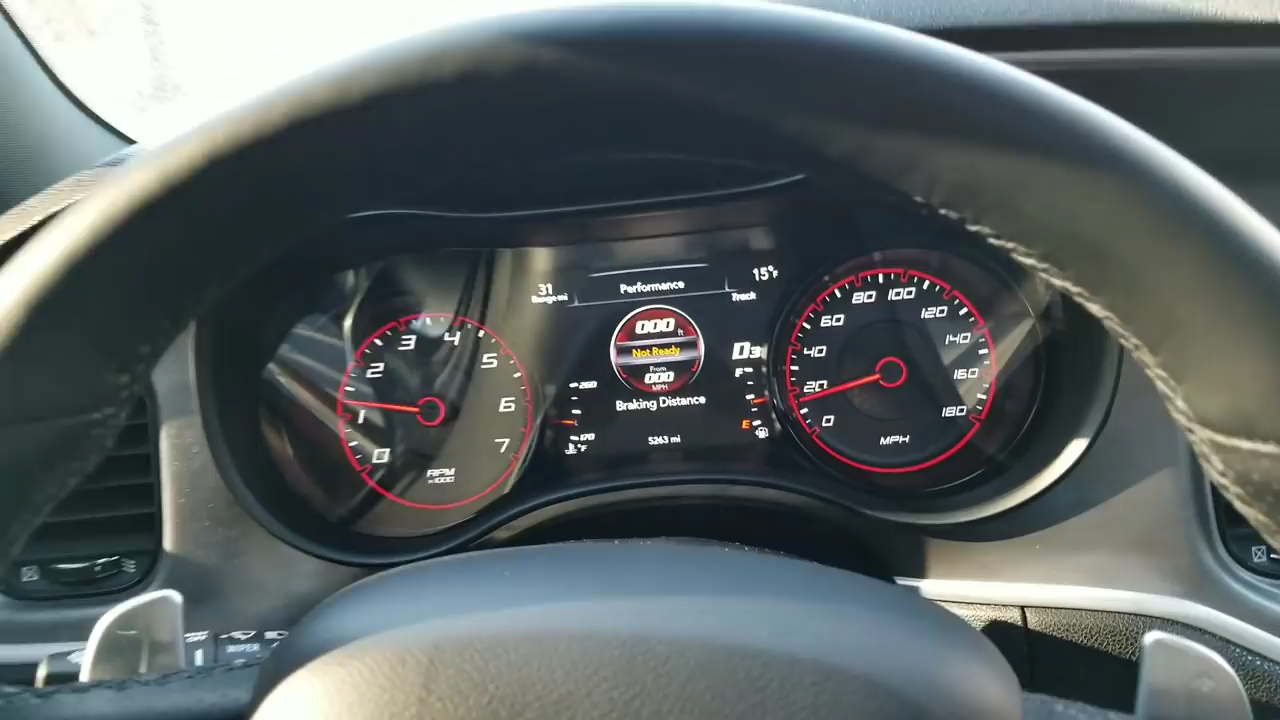 31
Range mi
Performance
15°F
Track
000 ft
Not Ready
From
000
MPH
Braking Distance
D3
260
170
°F
F
E
5263 mi
0
1
2
3
4
5
6
7
RPM
x1000
0
20
40
60
80
100
120
140
160
180
MPH
OFF
WIPER